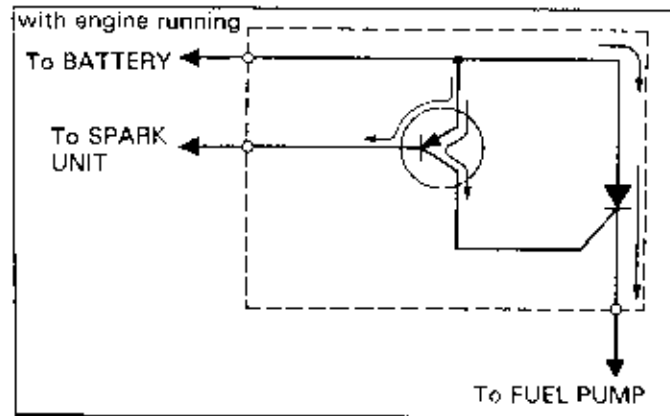 with engine running
To BATTERY
To SPARK
UNIT
To FUEL PUMP